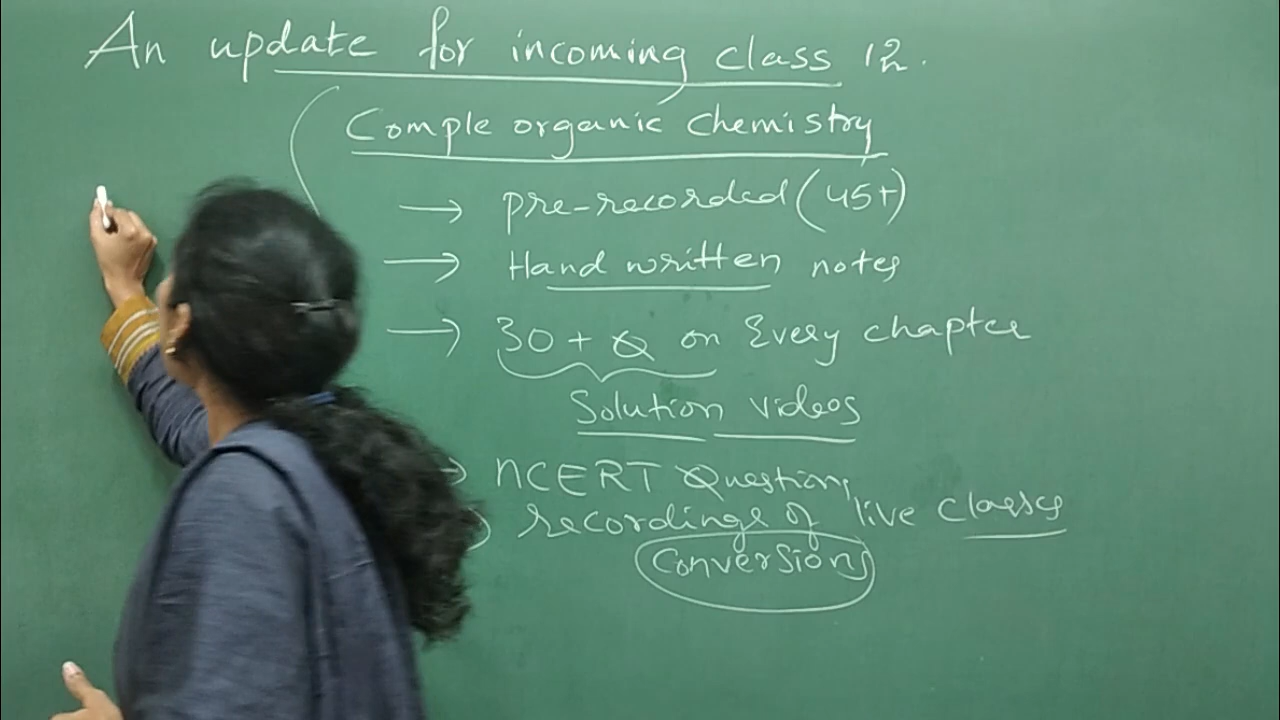 An update for incoming class 12.
Comple organic chemistry
→ pre-recorded (45+)
→ Hand written notes
→ 30 + Q on Every chapter
Solution videos
→ NCERT Questions
recordings of live classes
Conversions